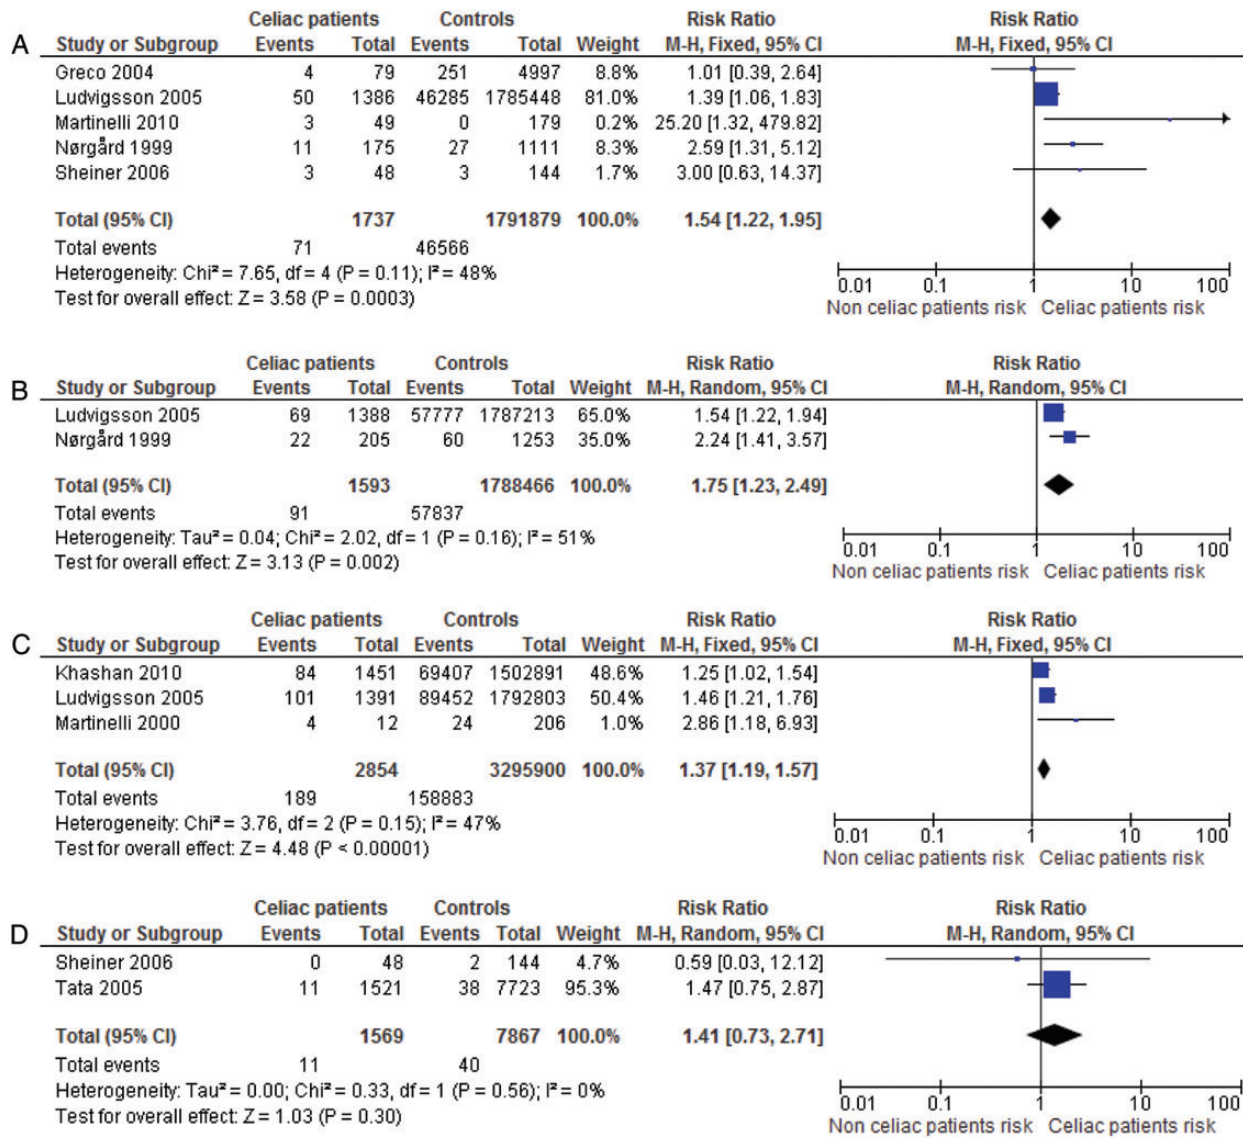 Celiac patients Controls Risk Ratio Risk Ratio
A Study or Subgroup Events Total Events Total Weight M-H, Fixed, 95% CI M-H, Fixed, 95% CI
Greco 2004 4 79 251 4997 8.8% 1.01 [0.39, 2.64]
Ludvigsson 2005 50 1386 46285 1785448 81.0% 1.39 [1.06, 1.83]
Martinelli 2010 3 49 0 179 0.2% 25.20 [1.32, 479.82]
Nørgård 1999 11 175 27 1111 8.3% 2.59 [1.31, 5.12]
Sheiner 2006 3 48 3 144 1.7% 3.00 [0.63, 14.37]
Total (95% CI) 1737 1791879 100.0% 1.54 [1.22, 1.95]
Total events 71 46566
Heterogeneity: Chi² = 7.65, df = 4 (P = 0.11); I² = 48%
Test for overall effect: Z = 3.58 (P = 0.0003)
0.01 0.1 1 10 100
Non celiac patients risk Celiac patients risk
Celiac patients Controls Risk Ratio Risk Ratio
B Study or Subgroup Events Total Events Total Weight M-H, Random, 95% CI M-H, Random, 95% CI
Ludvigsson 2005 69 1388 57777 1787213 65.0% 1.54 [1.22, 1.94]
Nørgård 1999 22 205 60 1253 35.0% 2.24 [1.41, 3.57]
Total (95% CI) 1593 1788466 100.0% 1.75 [1.23, 2.49]
Total events 91 57837
Heterogeneity: Tau² = 0.04; Chi² = 2.02, df = 1 (P = 0.16); I² = 51%
Test for overall effect: Z = 3.13 (P = 0.002)
0.01 0.1 1 10 100
Non celiac patients risk Celiac patients risk
Celiac patients Controls Risk Ratio Risk Ratio
C Study or Subgroup Events Total Events Total Weight M-H, Fixed, 95% CI M-H, Fixed, 95% CI
Khashan 2010 84 1451 69407 1502891 48.6% 1.25 [1.02, 1.54]
Ludvigsson 2005 101 1391 89452 1792803 50.4% 1.46 [1.21, 1.76]
Martinelli 2000 4 12 24 206 1.0% 2.86 [1.18, 6.93]
Total (95% CI) 2854 3295900 100.0% 1.37 [1.19, 1.57]
Total events 189 158883
Heterogeneity: Chi² = 3.76, df = 2 (P = 0.15); I² = 47%
Test for overall effect: Z = 4.48 (P < 0.00001)
0.01 0.1 1 10 100
Non celiac patients risk Celiac patients risk
Celiac patients Controls Risk Ratio Risk Ratio
D Study or Subgroup Events Total Events Total Weight M-H, Random, 95% CI M-H, Random, 95% CI
Sheiner 2006 0 48 2 144 4.7% 0.59 [0.03, 12.12]
Tata 2005 11 1521 38 7723 95.3% 1.47 [0.75, 2.87]
Total (95% CI) 1569 7867 100.0% 1.41 [0.73, 2.71]
Total events 11 40
Heterogeneity: Tau² = 0.00; Chi² = 0.33, df = 1 (P = 0.56); I² = 0%
Test for overall effect: Z = 1.03 (P = 0.30)
0.01 0.1 1 10 100
Non celiac patients risk Celiac patients risk